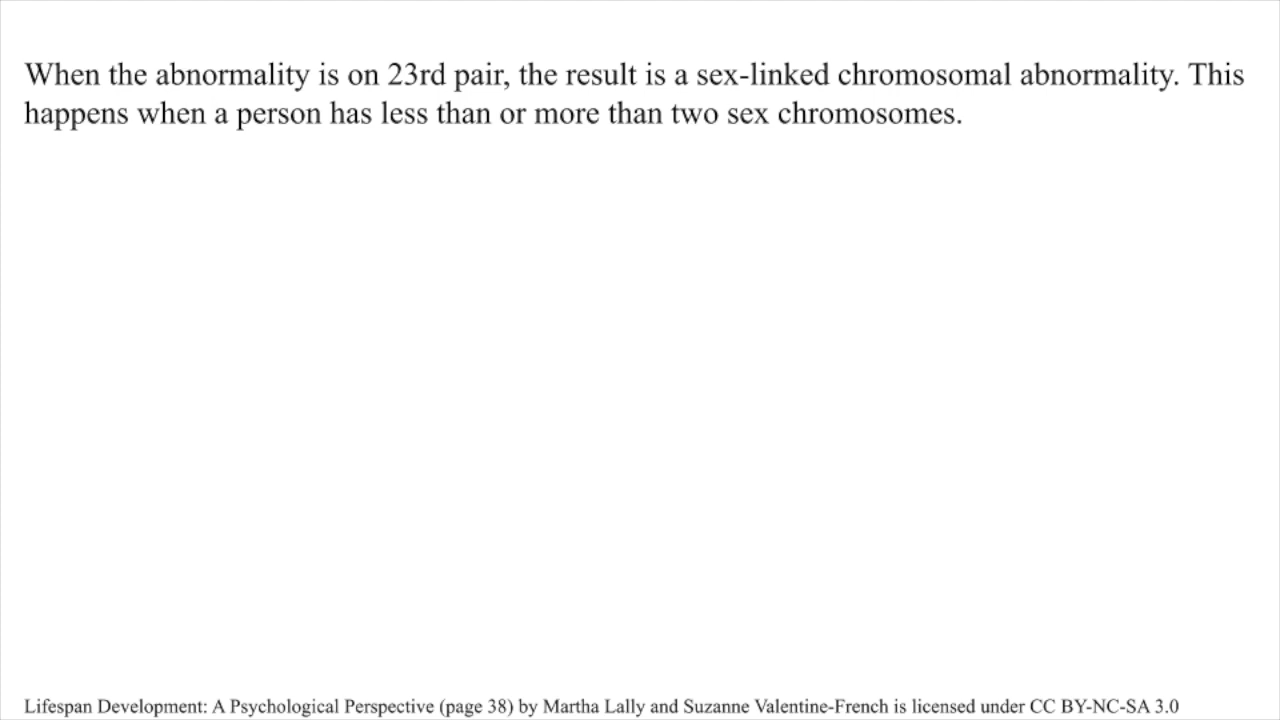 When the abnormality is on 23rd pair, the result is a sex-linked chromosomal abnormality. This
happens when a person has less than or more than two sex chromosomes.
Lifespan Development: A Psychological Perspective (page 38) by Martha Lally and Suzanne Valentine-French is licensed under CC BY-NC-SA 3.0